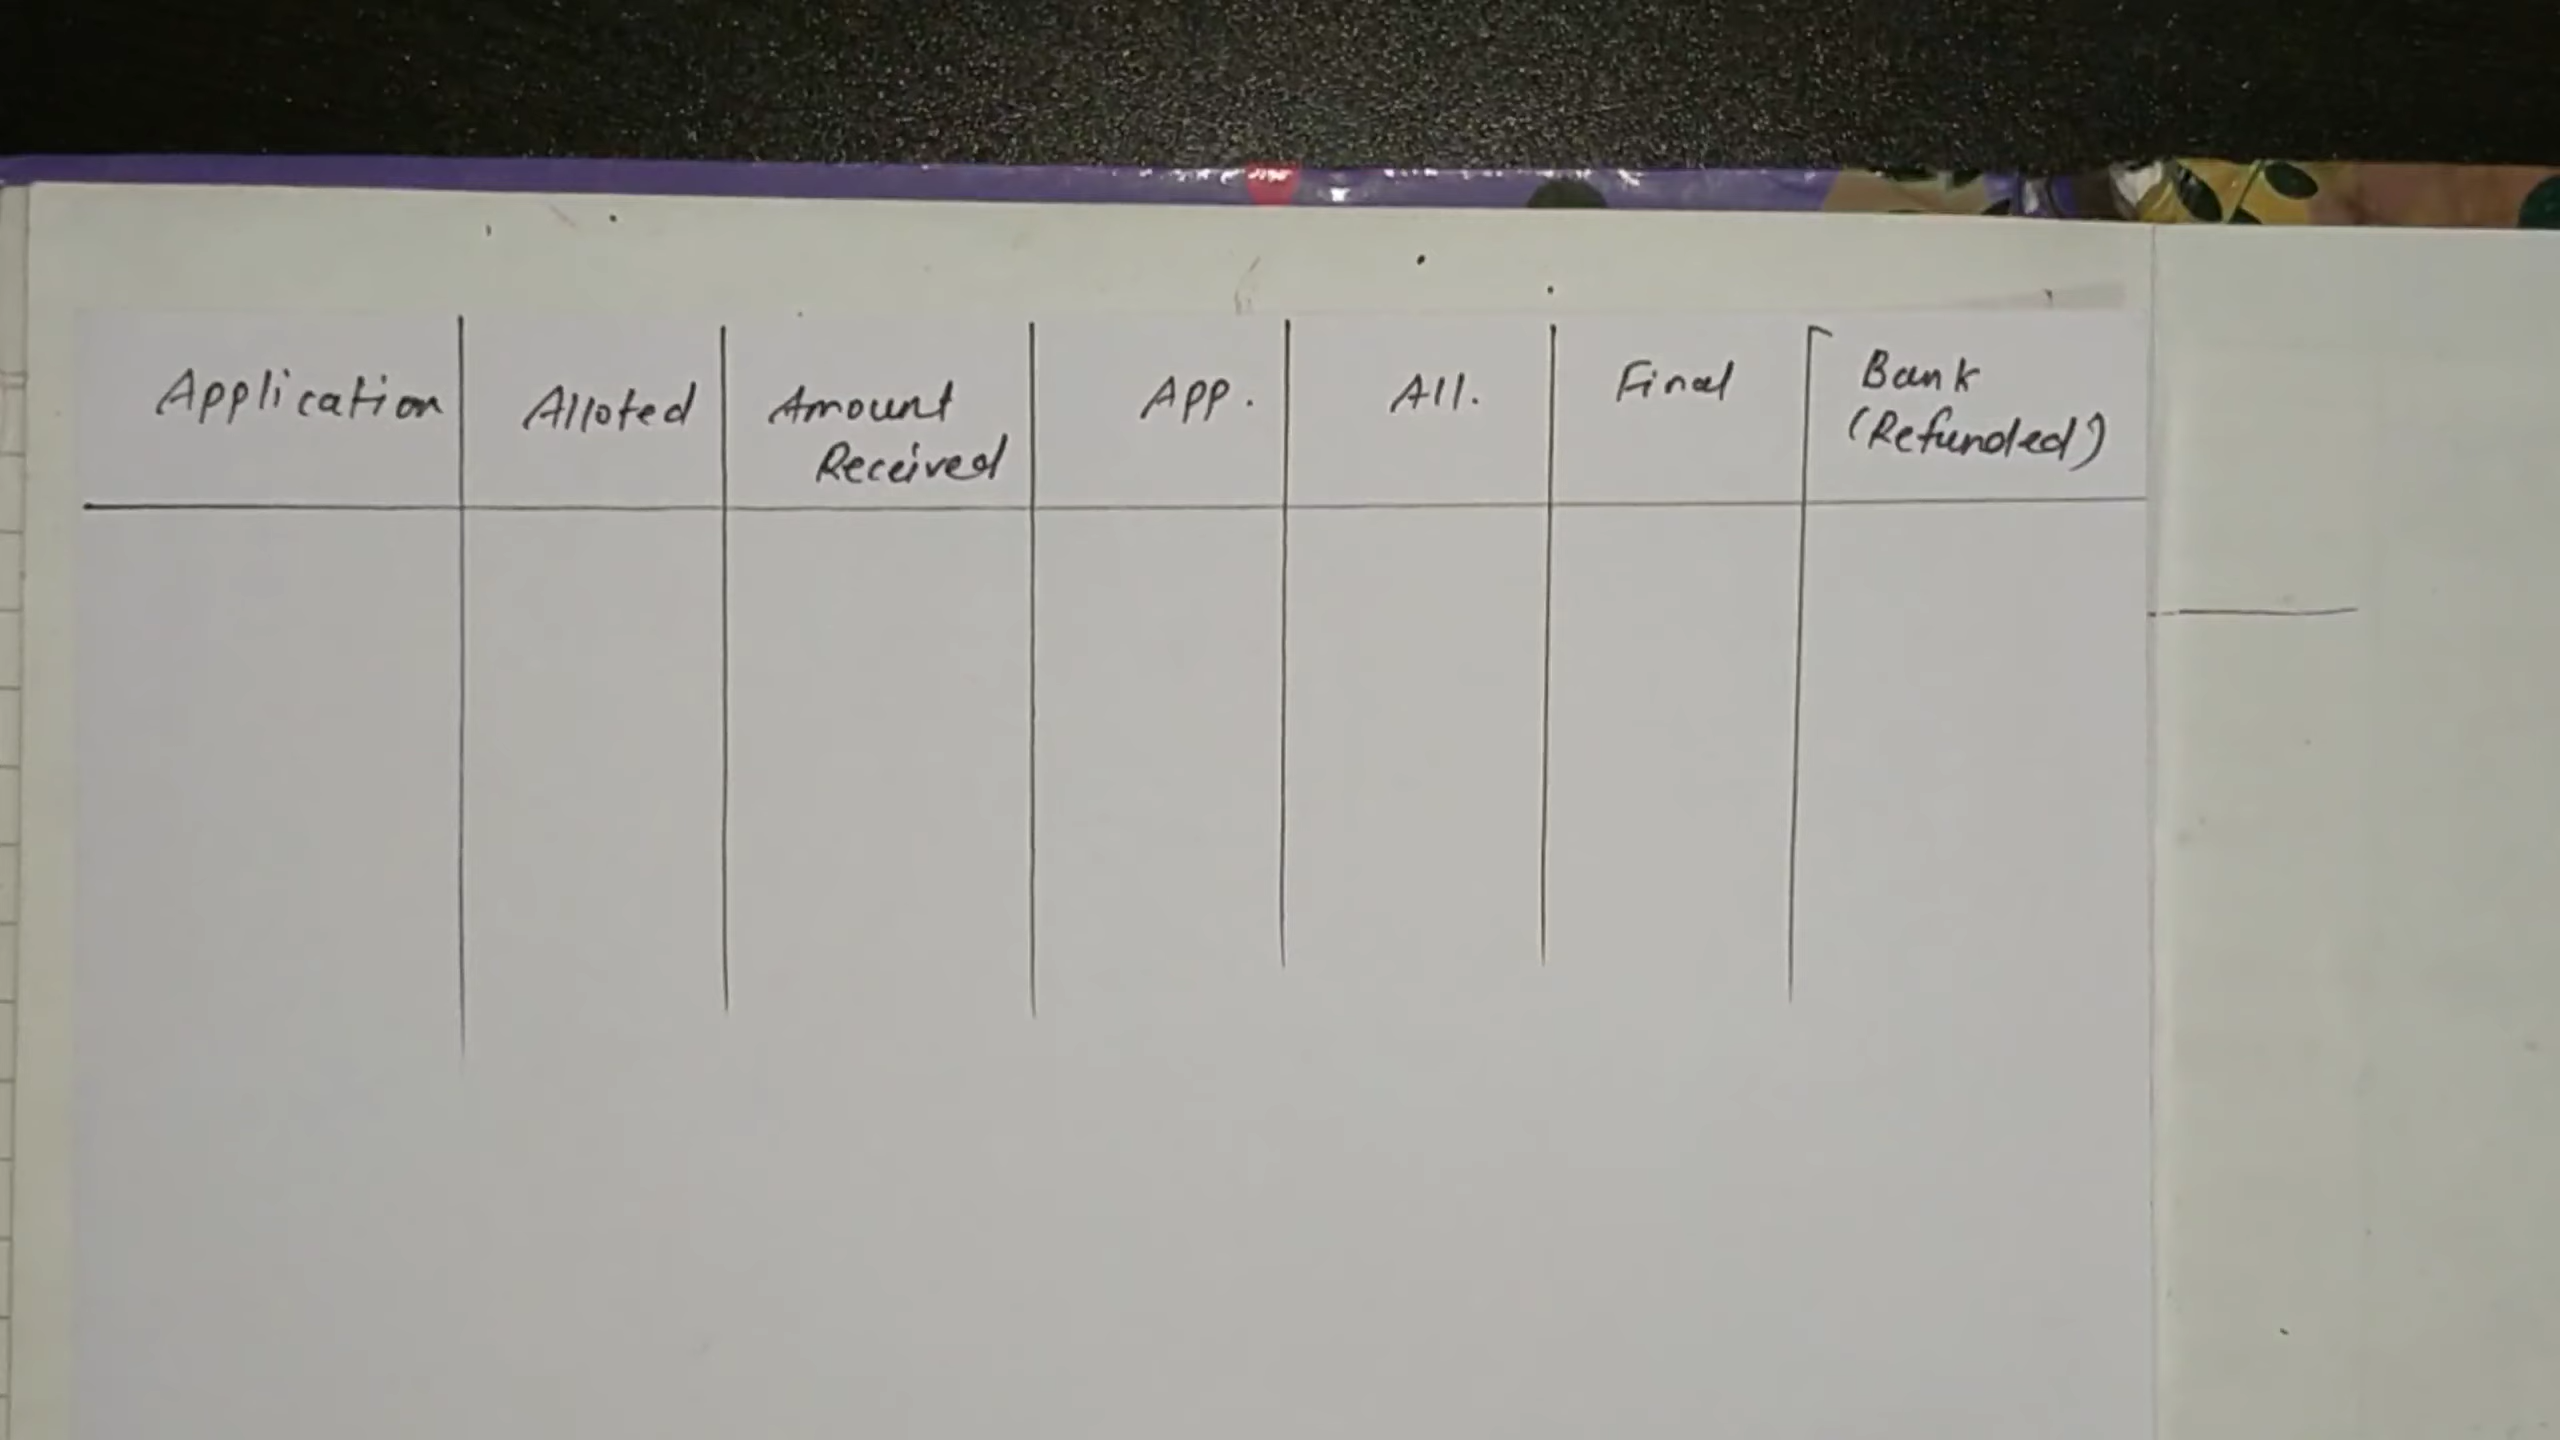 Application
Alloted
Amount
Received
App.
All.
Final
Bank
(Refunded)